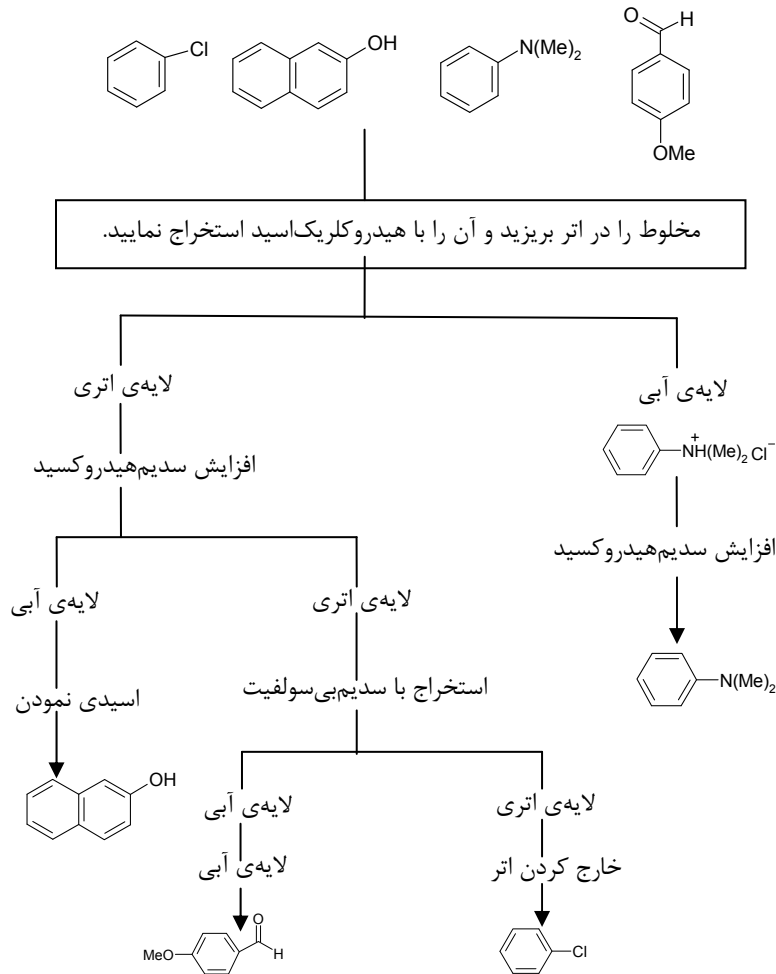 Cl
OH
N(Me)₂
O
H
OMe
مخلوط را در اتر بریزید و آن را با هیدروکلریک‌اسید استخراج نمایید.
لایه‌ی اتری
لایه‌ی آبی
افزایش سدیم‌هیدروکسید
NH(Me)₂ Cl⁻
+
افزایش سدیم‌هیدروکسید
لایه‌ی آبی
لایه‌ی اتری
N(Me)₂
اسیدی نمودن
استخراج با سدیم‌بی‌سولفیت
OH
لایه‌ی آبی
لایه‌ی اتری
لایه‌ی آبی
خارج کردن اتر
MeO
O
H
Cl